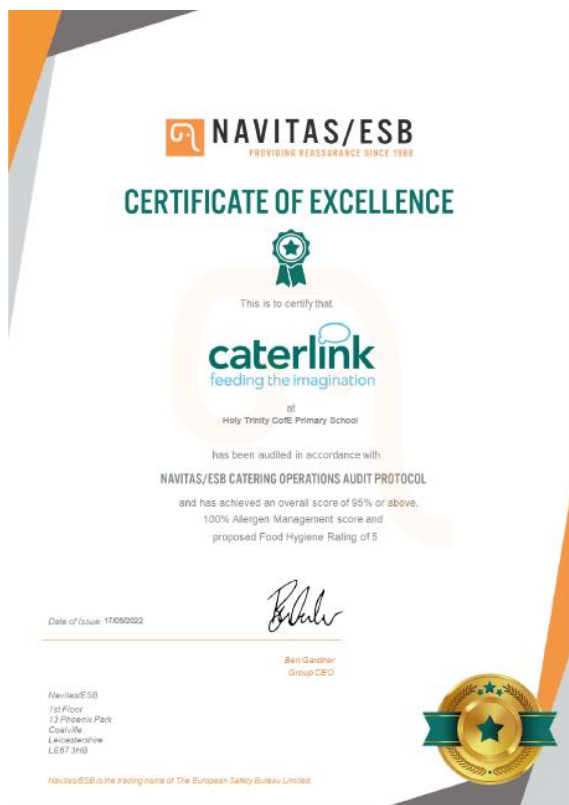 NAVITAS/ESB
PROVIDING REASSURANCE SINCE 1988
CERTIFICATE OF EXCELLENCE
This is to certify that
caterlink
feeding the imagination
at
Holy Trinity CofE Primary School
has been audited in accordance with
NAVITAS/ESB CATERING OPERATIONS AUDIT PROTOCOL
and has achieved an overall score of 95% or above,
100% Allergen Management score and
proposed Food Hygiene Rating of 5
Date of Issue: 17/05/2022
Ben Gardner
Group CEO
Navitas/ESB
1st Floor
13 Phoenix Park
Coalville
Leicestershire
LE67 3HB
Navitas/ESB is the trading name of The European Safety Bureau Limited